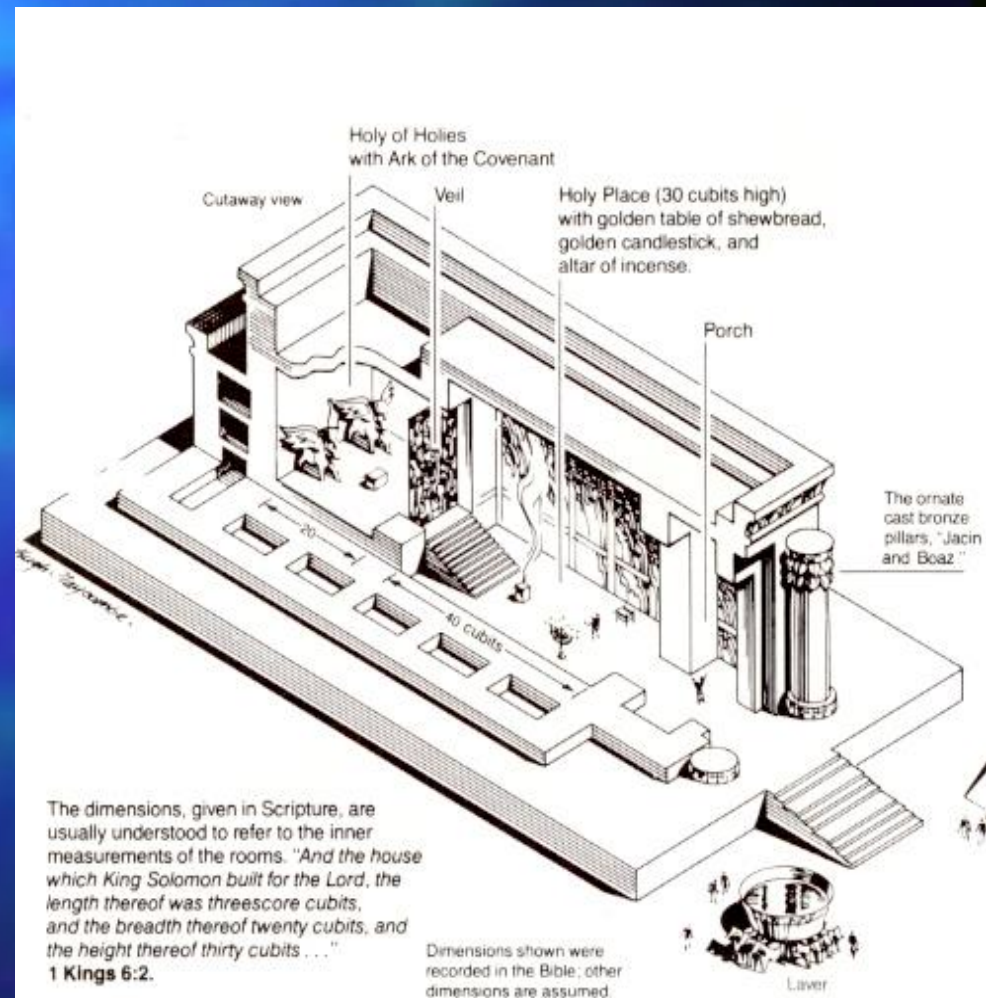 Holy of Holies
with Ark of the Covenant
Cutaway view
Veil
Holy Place (30 cubits high)
with golden table of shewbread,
golden candlestick, and
altar of incense.
Porch
The ornate
cast bronze
pillars, "Jacin
and Boaz"
20
40 cubits
The dimensions, given in Scripture, are
usually understood to refer to the inner
measurements of the rooms. "And the house
which King Solomon built for the Lord, the
length thereof was threescore cubits,
and the breadth thereof twenty cubits, and
the height thereof thirty cubits . . ."
1 Kings 6:2.
Dimensions shown were
recorded in the Bible; other
dimensions are assumed.
Laver